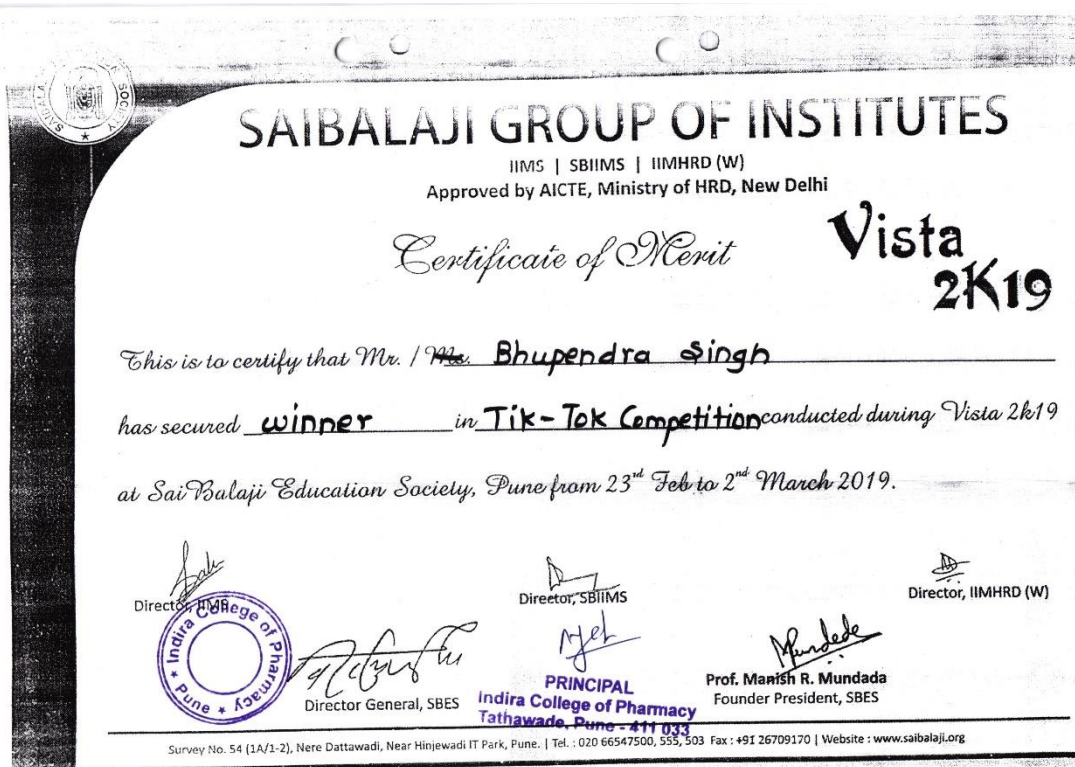 SAIBALAJI GROUP OF INSTITUTES
IIMS | SBIIMS | IIMHRD (W)
Approved by AICTE, Ministry of HRD, New Delhi
Certificate of Merit
Vista
2K19
This is to certify that Mr. / Ms. Bhupendra Singh
has secured winner in Tik-Tok Competition conducted during Vista 2k19
at SaiBalaji Education Society, Pune from 23rd Feb to 2nd March 2019.
Director, IIMS
Director, SBIIMS
Director, IIMHRD (W)
Indira College of Pharmacy
★ Pune ★
Director General, SBES
PRINCIPAL
Indira College of Pharmacy
Tathawade, Pune - 411 033
Mundada
Prof. Manish R. Mundada
Founder President, SBES
Survey No. 54 (1A/1-2), Nere Dattawadi, Near Hinjewadi IT Park, Pune. | Tel. : 020 66547500, 555, 503 Fax : +91 26709170 | Website : www.saibalaji.org